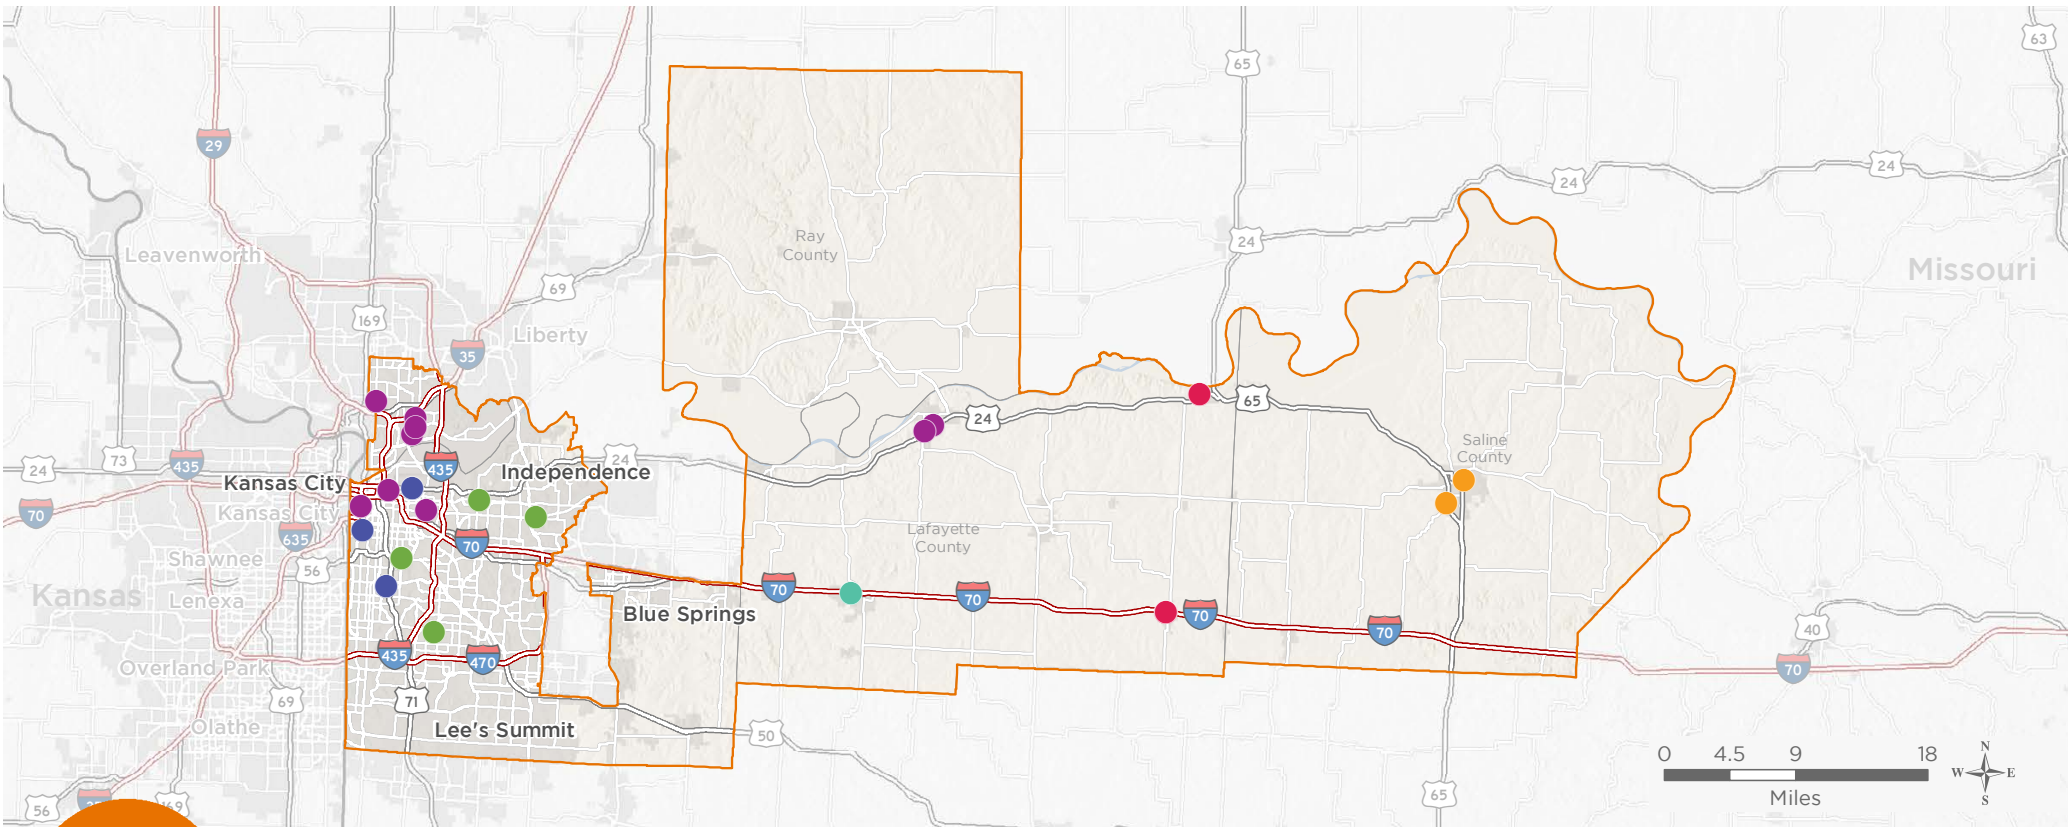 63
65
29
24
24
Ray
County
24
Leavenworth
Missouri
69
169
Liberty
35
65
24
Saline
County
24
73
435
435
Independence
24
Kansas City
Kansas City
70
635
70
Lafayette
County
Shawnee
56
Kansas
Lenexa
70
70
70
Blue Springs
70
40
435
470
Overland Park
70
69
71
Olathe
Lee's Summit
50
0 4.5 9 18
Miles
N
W E
S
65
56
169